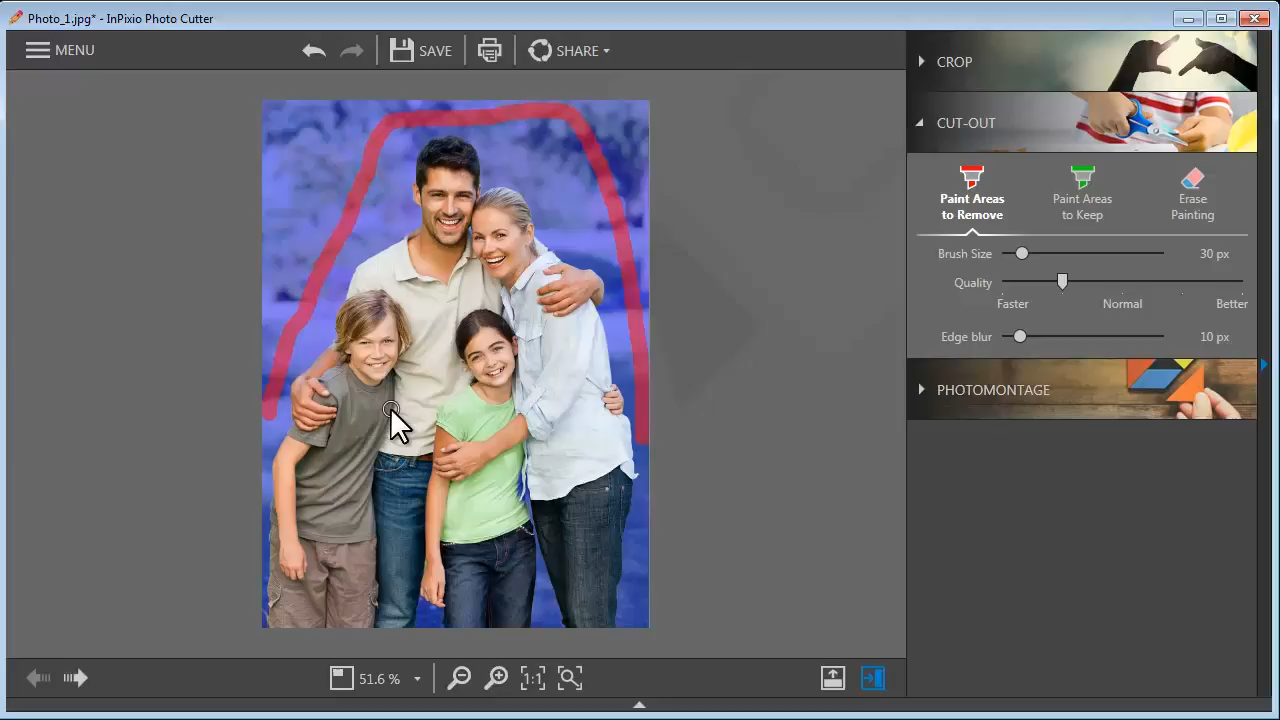 Photo_1.jpg* - InPixio Photo Cutter
MENU
SAVE
SHARE
CROP
CUT-OUT
Paint Areas
to Remove
Paint Areas
to Keep
Erase
Painting
Brush Size
30 px
Quality
Faster
Normal
Better
Edge blur
10 px
PHOTOMONTAGE
51.6 %
1:1